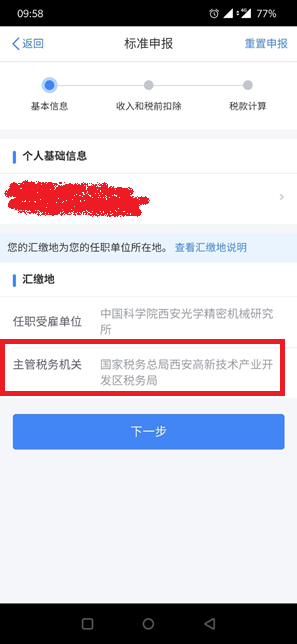 09:58
4G 77%
返回
标准申报
重置申报
基本信息
收入和税前扣除
税款计算
个人基础信息
您的汇缴地为您的任职单位所在地。 查看汇缴地说明
汇缴地
任职受雇单位
中国科学院西安光学精密机械研究
所
主管税务机关
国家税务总局西安高新技术产业开
发区税务局
下一步